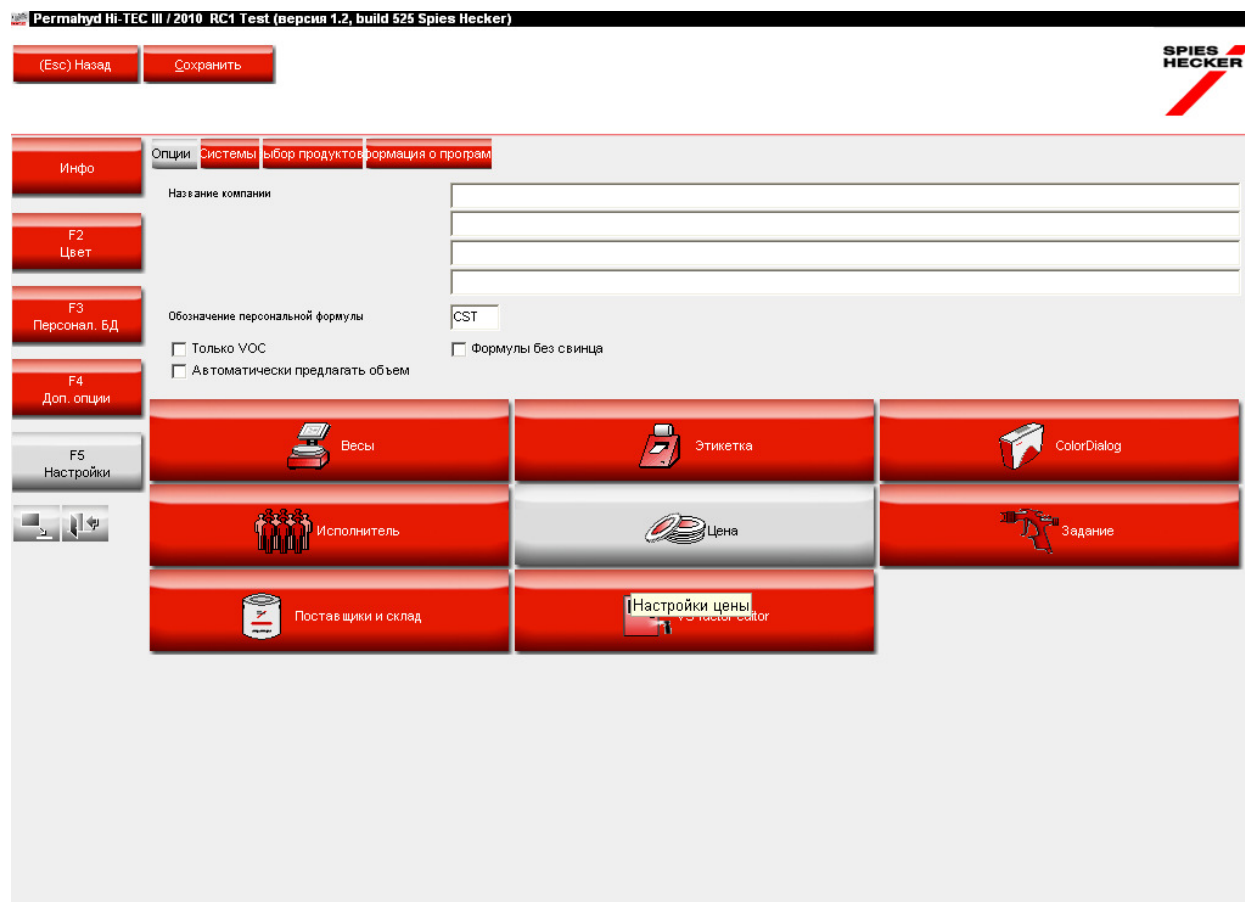 Permahyd Hi-TEC III / 2010 RC1 Test (версия 1.2, build 525 Spies Hecker)
(Esc) Назад
Сохранить
SPIES
HECKER
Инфо
F2
Цвет
F3
Персонал. БД
F4
Доп. опции
F5
Настройки
Опции Системы ыбор продуктов формация о програм
Название компании
Обозначение персональной формулы CST
Только VOC
Формулы без свинца
Автоматически предлагать объем
Весы
Этикетка
ColorDialog
Исполнитель
Цена
Задание
Поставщики и склад
Настройки цены
editor